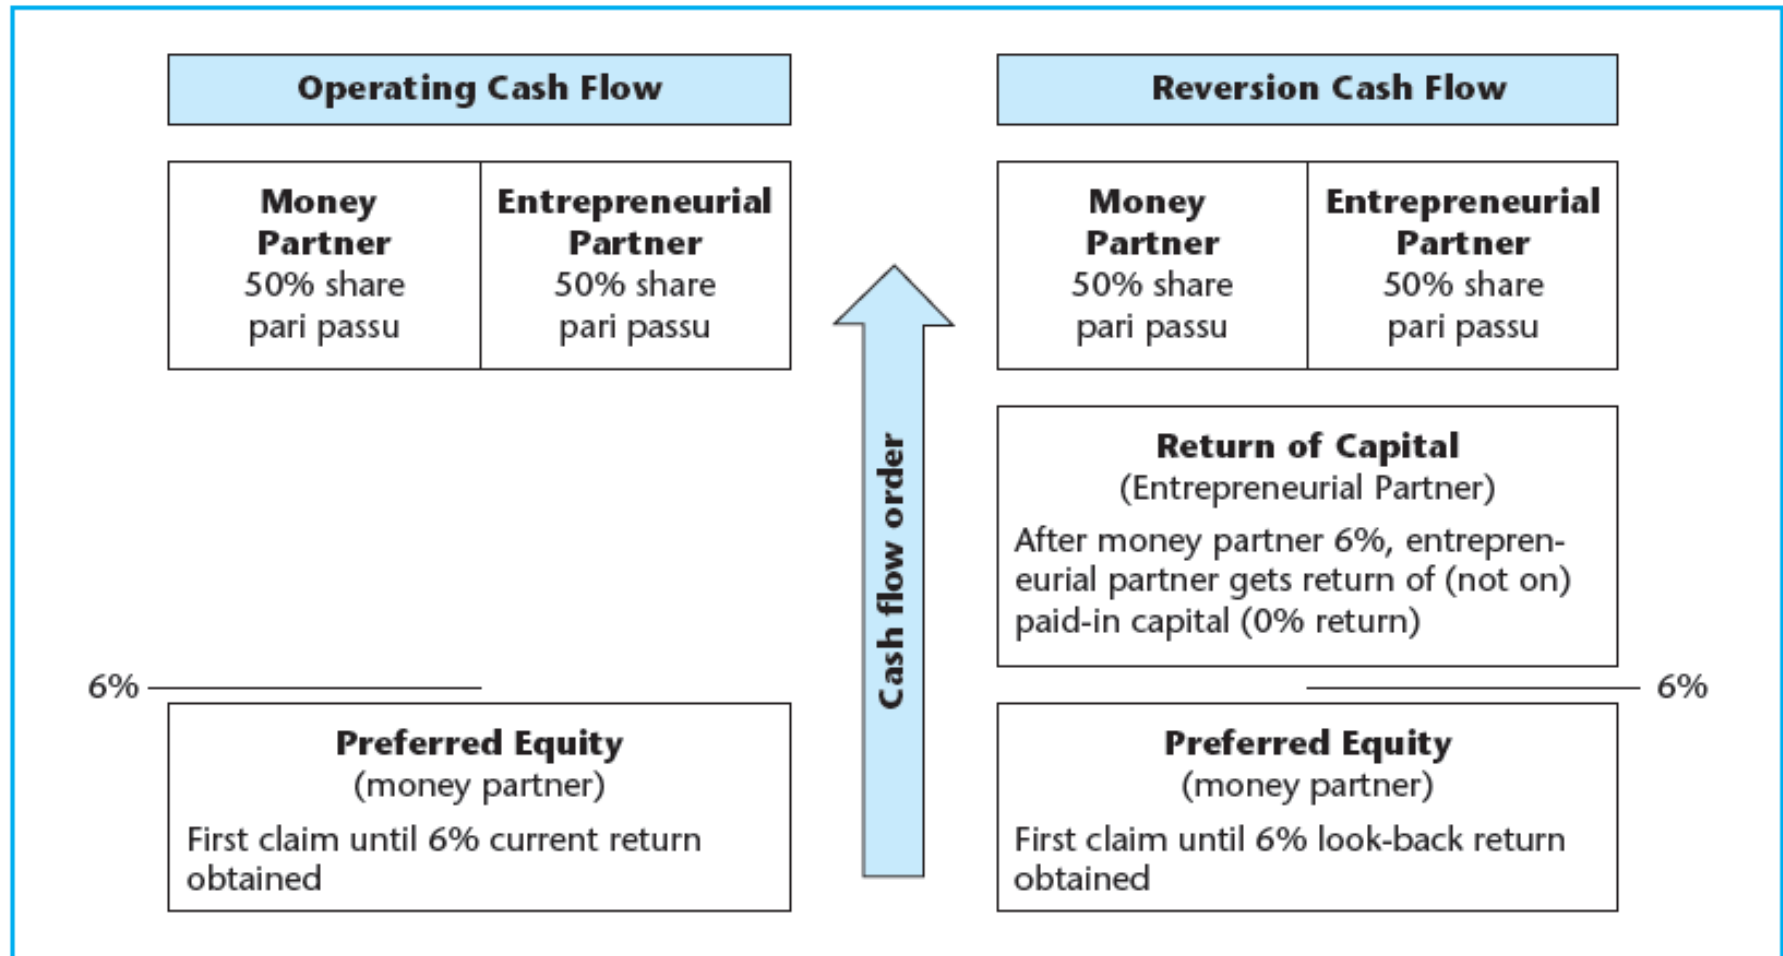 Operating Cash Flow
Money
Partner
50% share
pari passu
Entrepreneurial
Partner
50% share
pari passu
6%
Preferred Equity
(money partner)
First claim until 6% current return
obtained
Cash flow order
Reversion Cash Flow
Money
Partner
50% share
pari passu
Entrepreneurial
Partner
50% share
pari passu
Return of Capital
(Entrepreneurial Partner)
After money partner 6%, entrepren-
eurial partner gets return of (not on)
paid-in capital (0% return)
6%
Preferred Equity
(money partner)
First claim until 6% look-back return
obtained